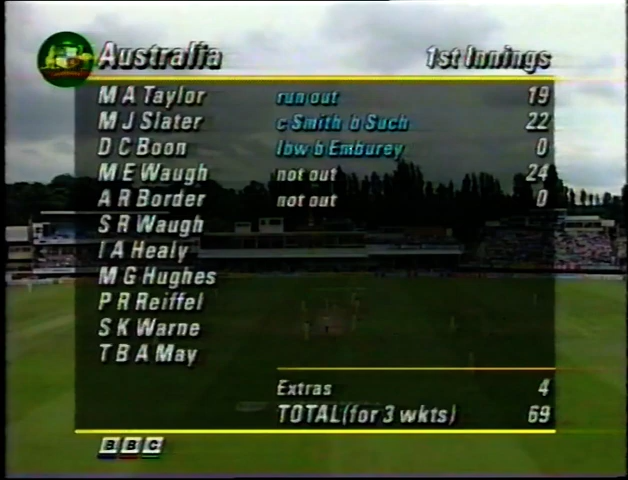 Australia 1st Innings
M A Taylor run out 19
M J Slater c Smith b Such 22
D C Boon lbw b Emburey 0
M E Waugh not out 24
A R Border not out 0
S R Waugh
I A Healy
M G Hughes
P R Reiffel
S K Warne
T B A May
Extras 4
TOTAL (for 3 wkts) 69
BBC